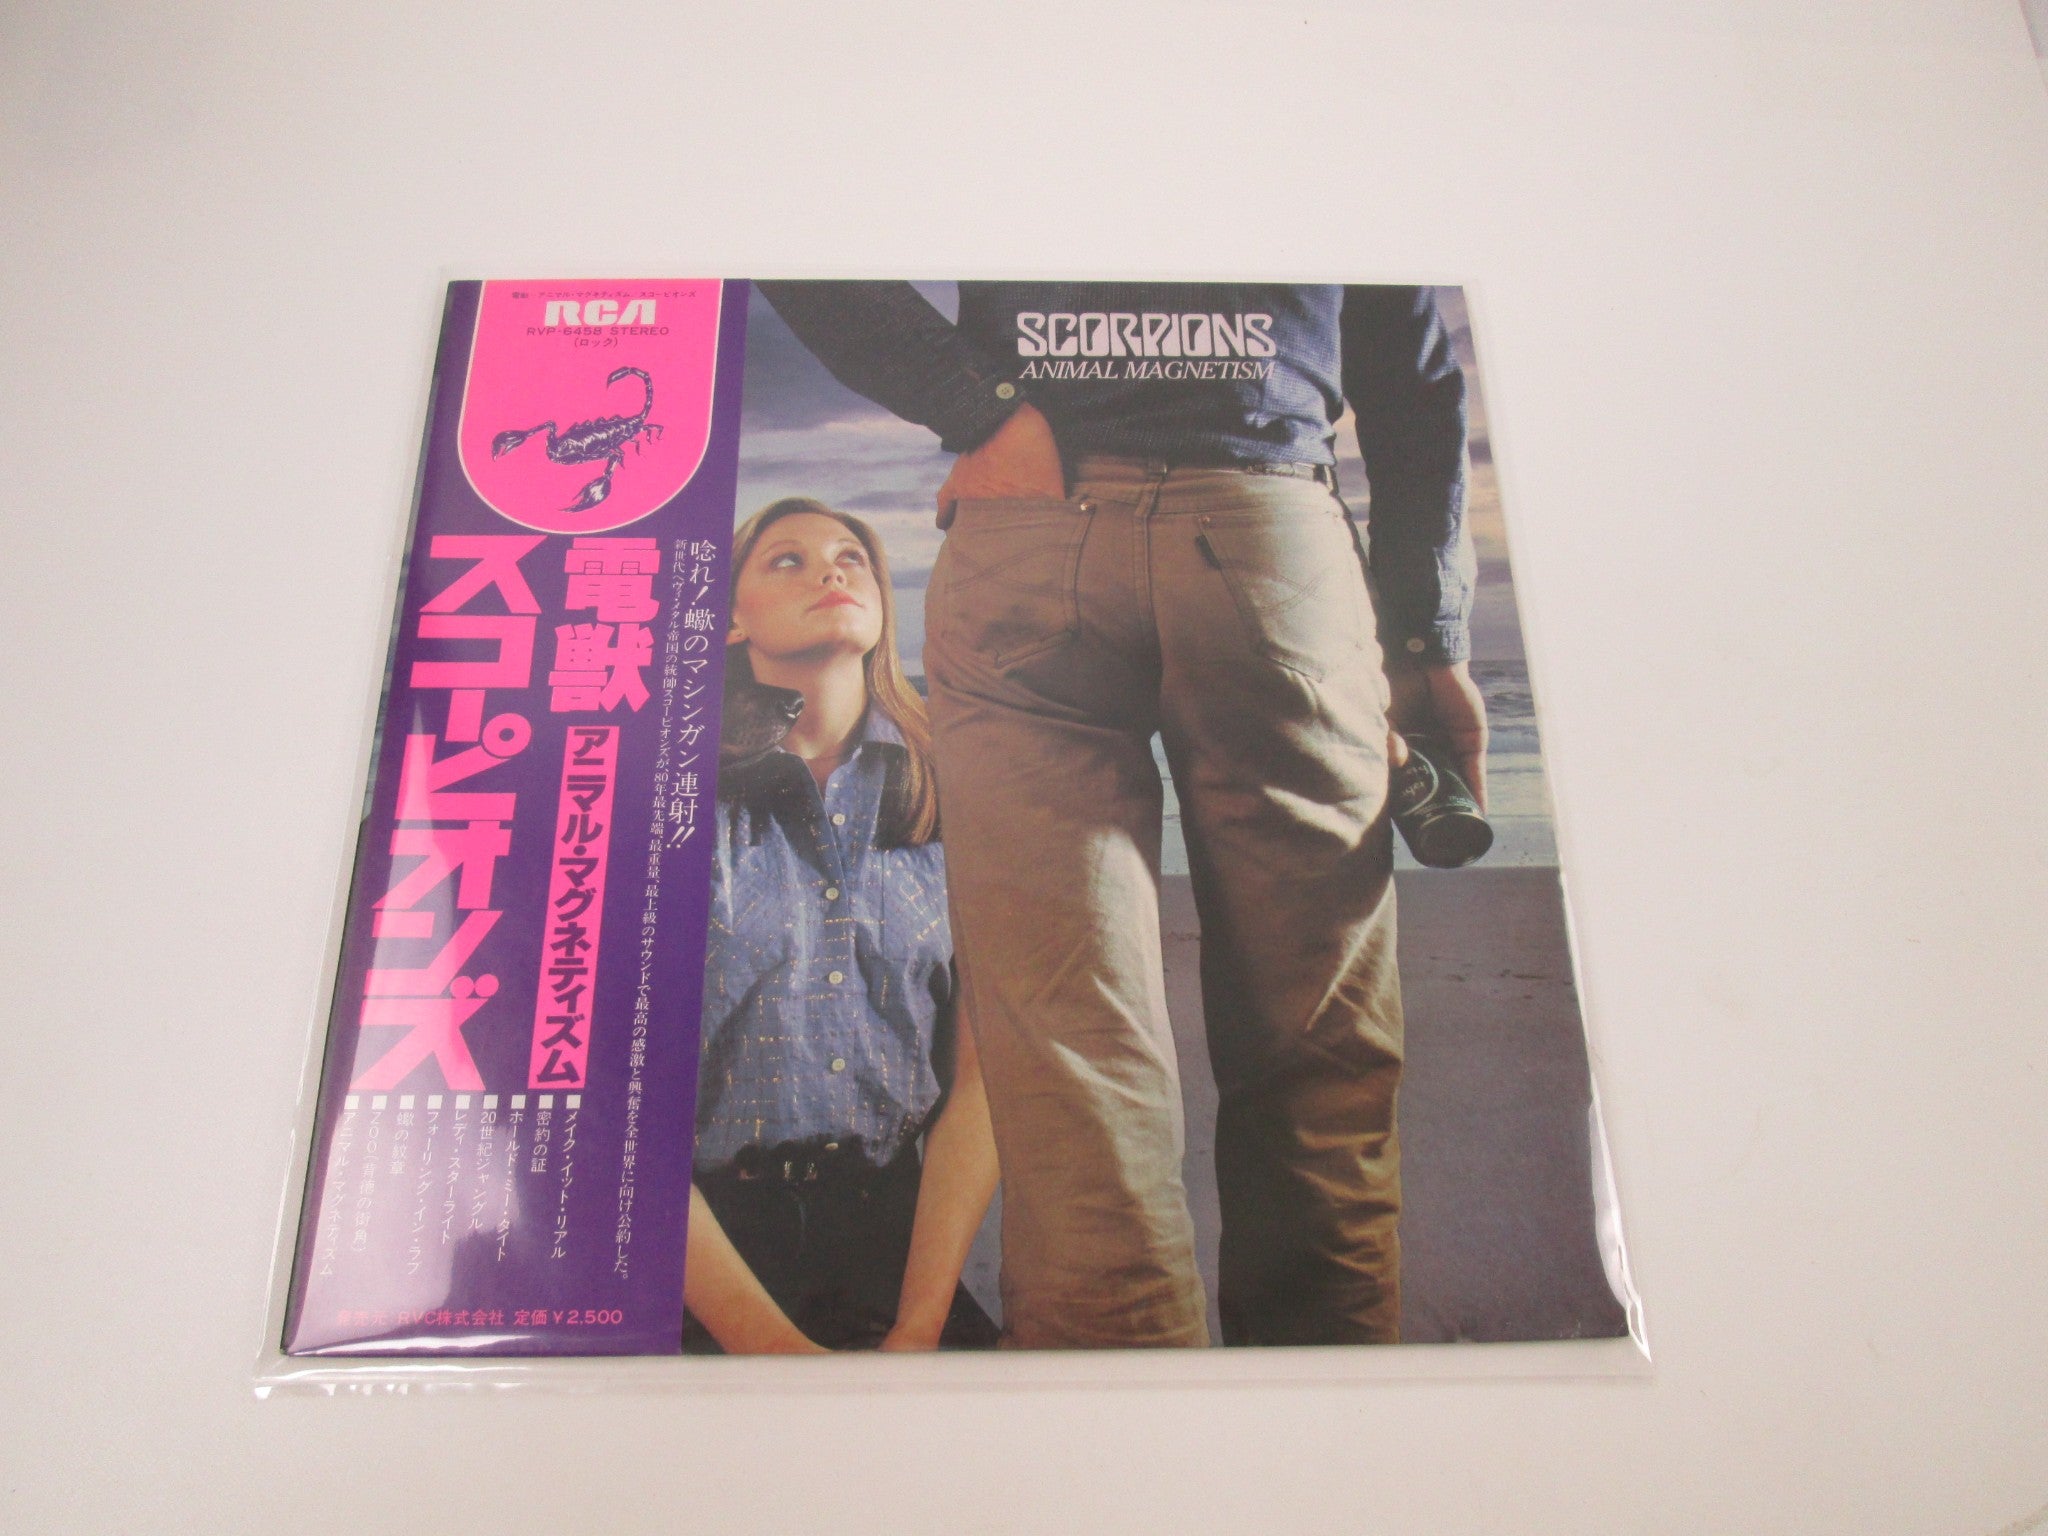 電獣 アニマル・マグネティズム/スコーピオンズ
RCA
RVP-6458 STEREO
(ロック)
SCORPIONS
ANIMAL MAGNETISM
唸れ!蠍のマシンガン連射!!
新世代ヘヴィ・メタル帝国の統帥スコーピオンズが、80年最先端、最重量、最上級のサウンドで最高の感激と興奮を全世界に向け公約した。
電獣
アニマル・マグネティズム
スコーピオンズ
■メイク・イット・リアル
■密約の証
■ホールド・ミー・タイト
■20世紀ジャングル
■レディ・スターライト
■フォーリング・イン・ラブ
■蠍の紋章
■ZOO(背徳の街角)
■アニマル・マグネティズム
発売元:RVC株式会社 定価¥2,500